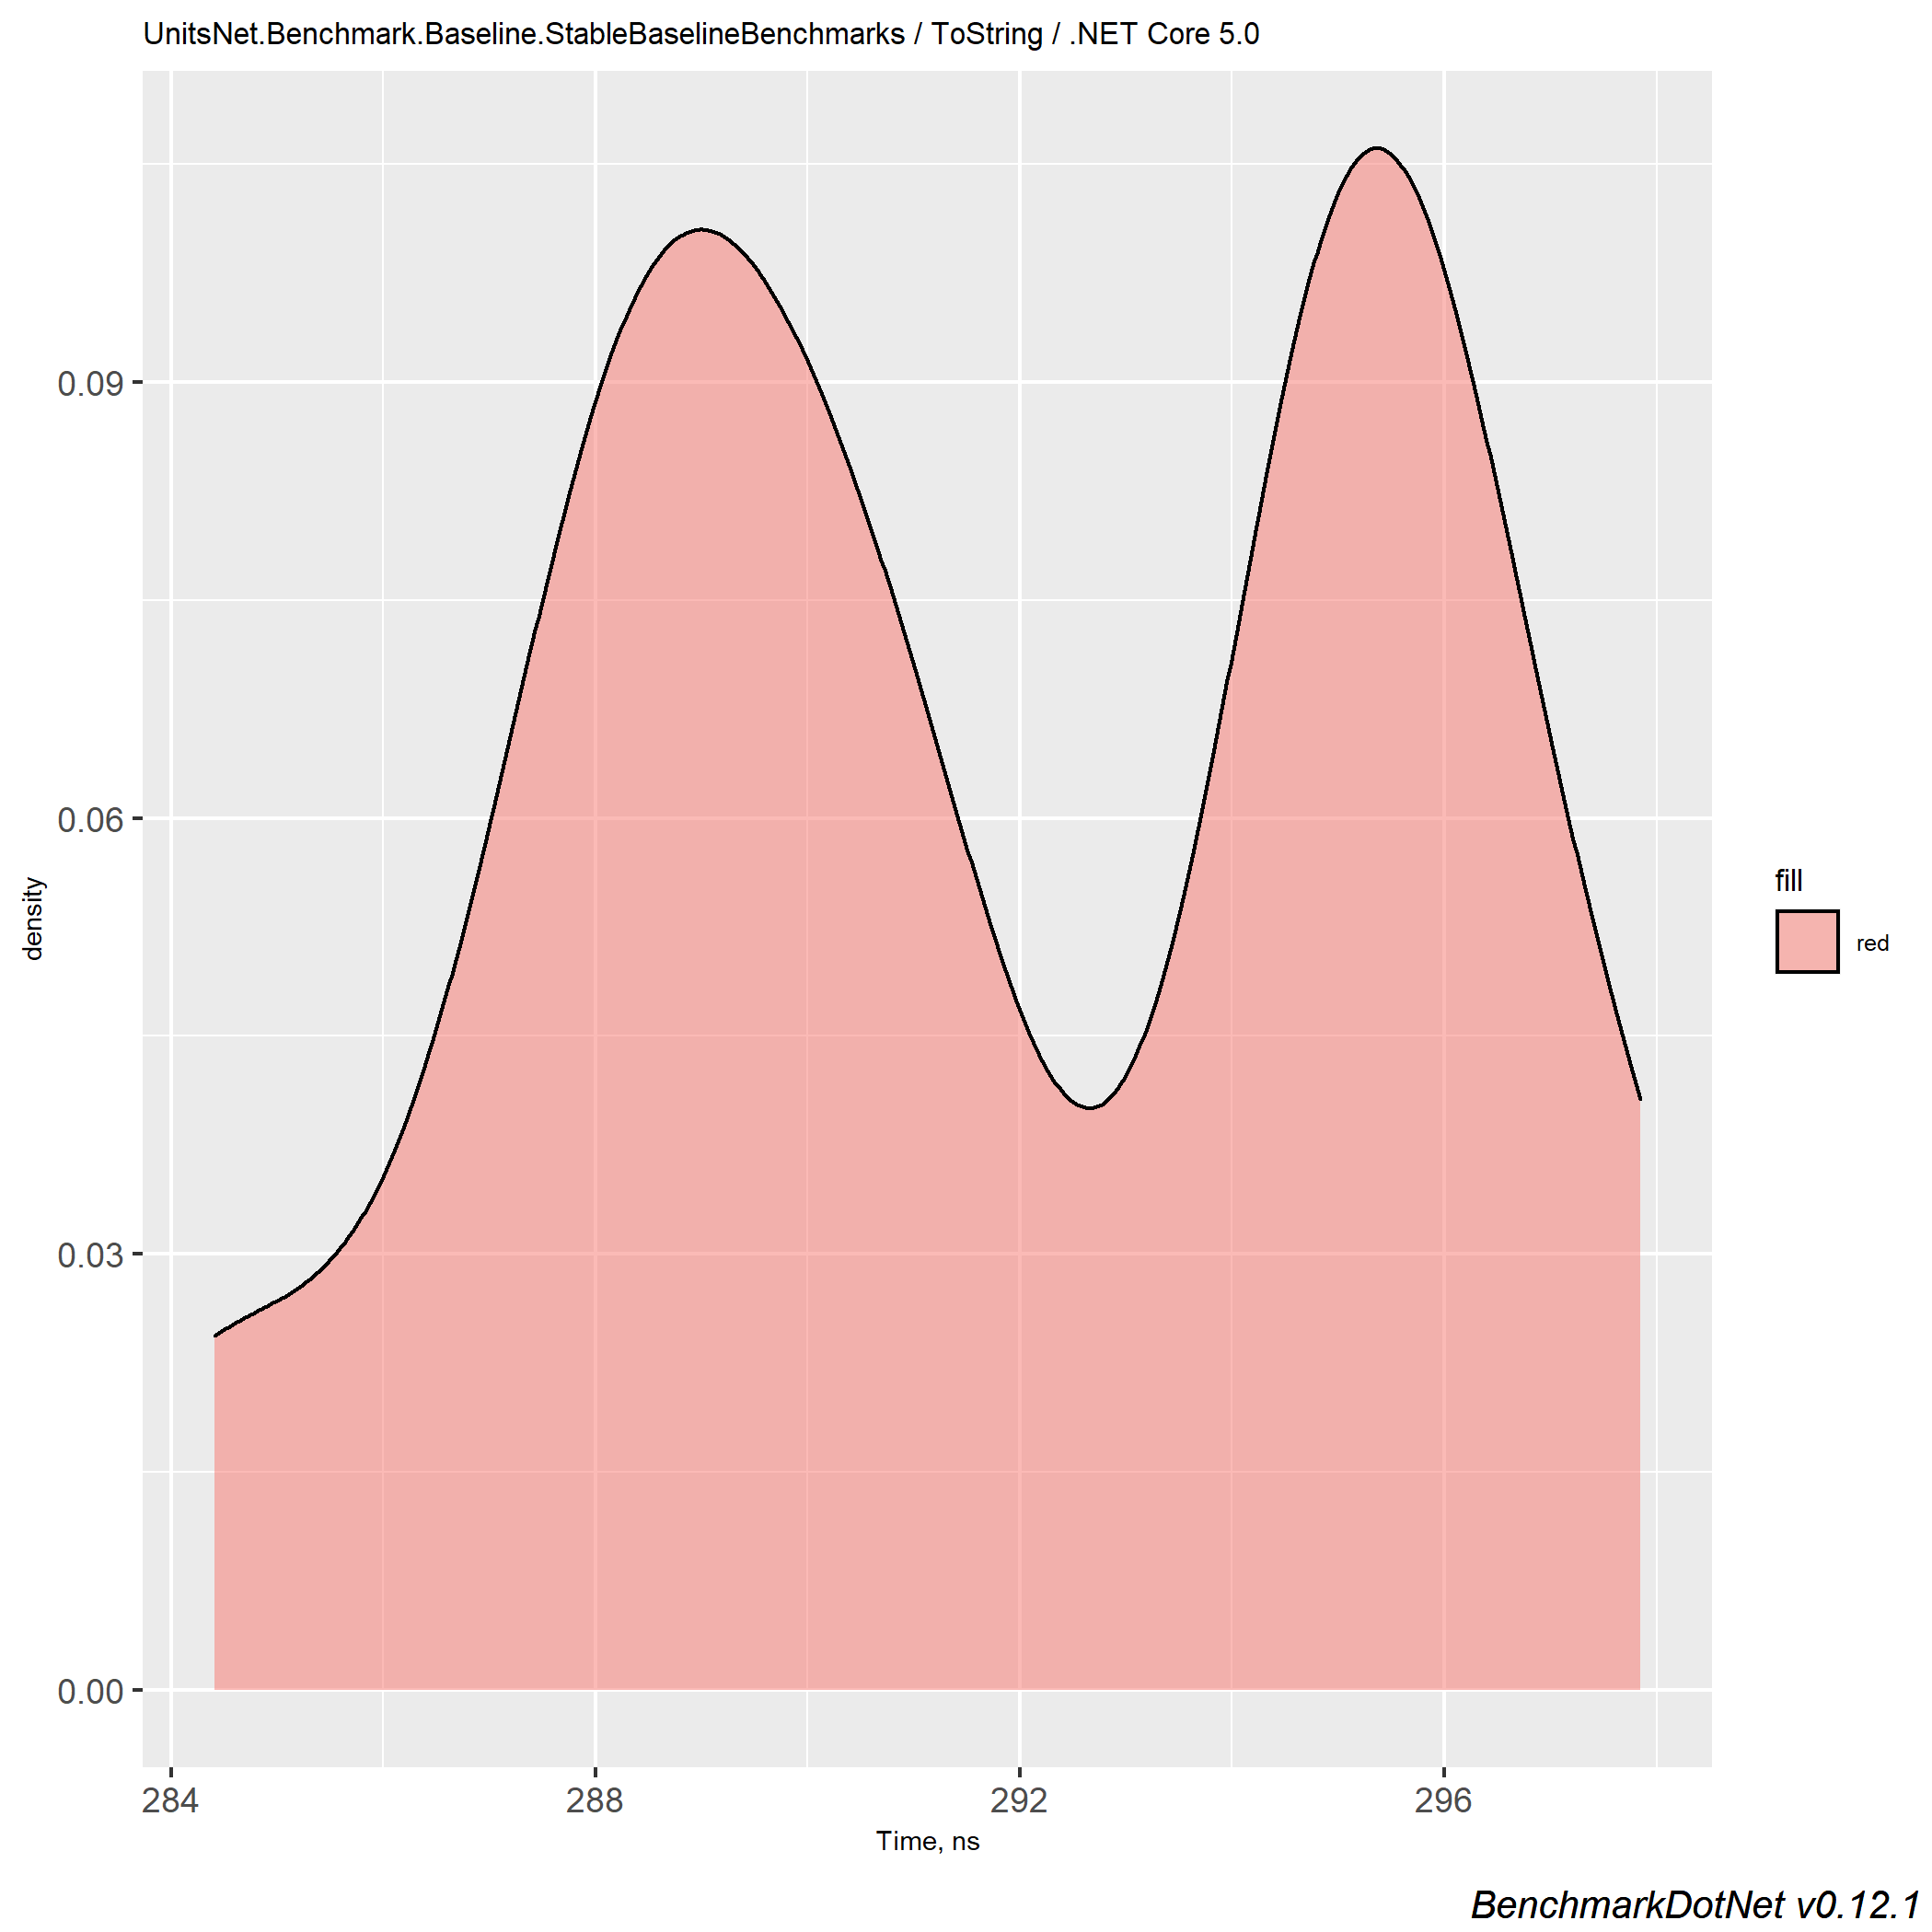 UnitsNet.Benchmark.Baseline.StableBaselineBenchmarks / ToString / .NET Core 5.0
density
0.09
0.06
0.03
0.00
284
288
292
296
Time, ns
fill
red
BenchmarkDotNet v0.12.1